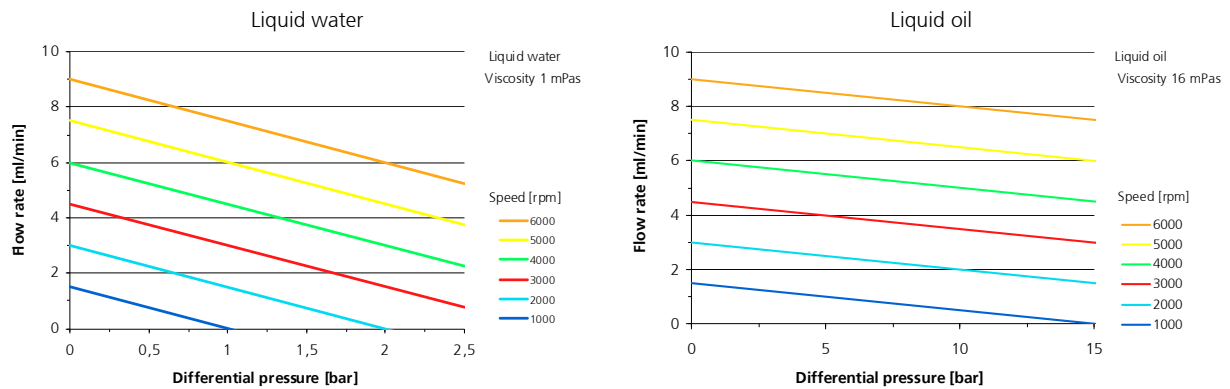 Liquid water
10
8
6
4
2
0
0
0,5
1
1,5
2
2,5
Flow rate [ml/min]
Differential pressure [bar]
Liquid water
Viscosity 1 mPas
Speed [rpm]
6000
5000
4000
3000
2000
1000
Liquid oil
10
8
6
4
2
0
0
5
10
15
Flow rate [ml/min]
Differential pressure [bar]
Liquid oil
Viscosity 16 mPas
Speed [rpm]
6000
5000
4000
3000
2000
1000